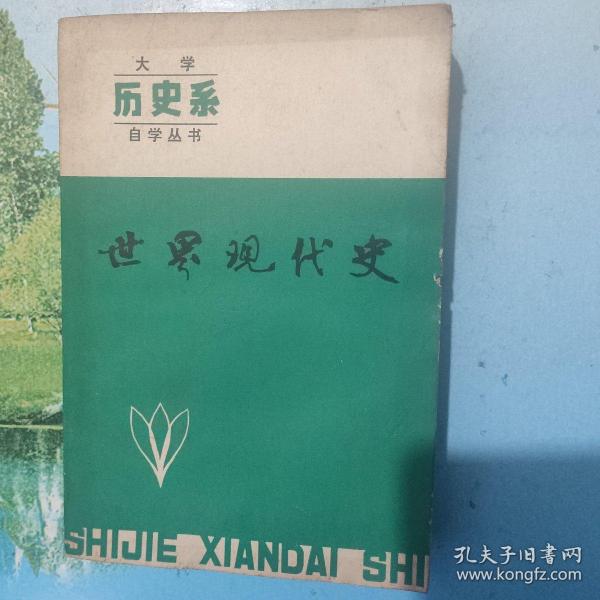 大学
历史系
自学丛书
世界现代史
SHIJIE XIANDAI SHI
孔夫子旧书网
www.kongfz.com